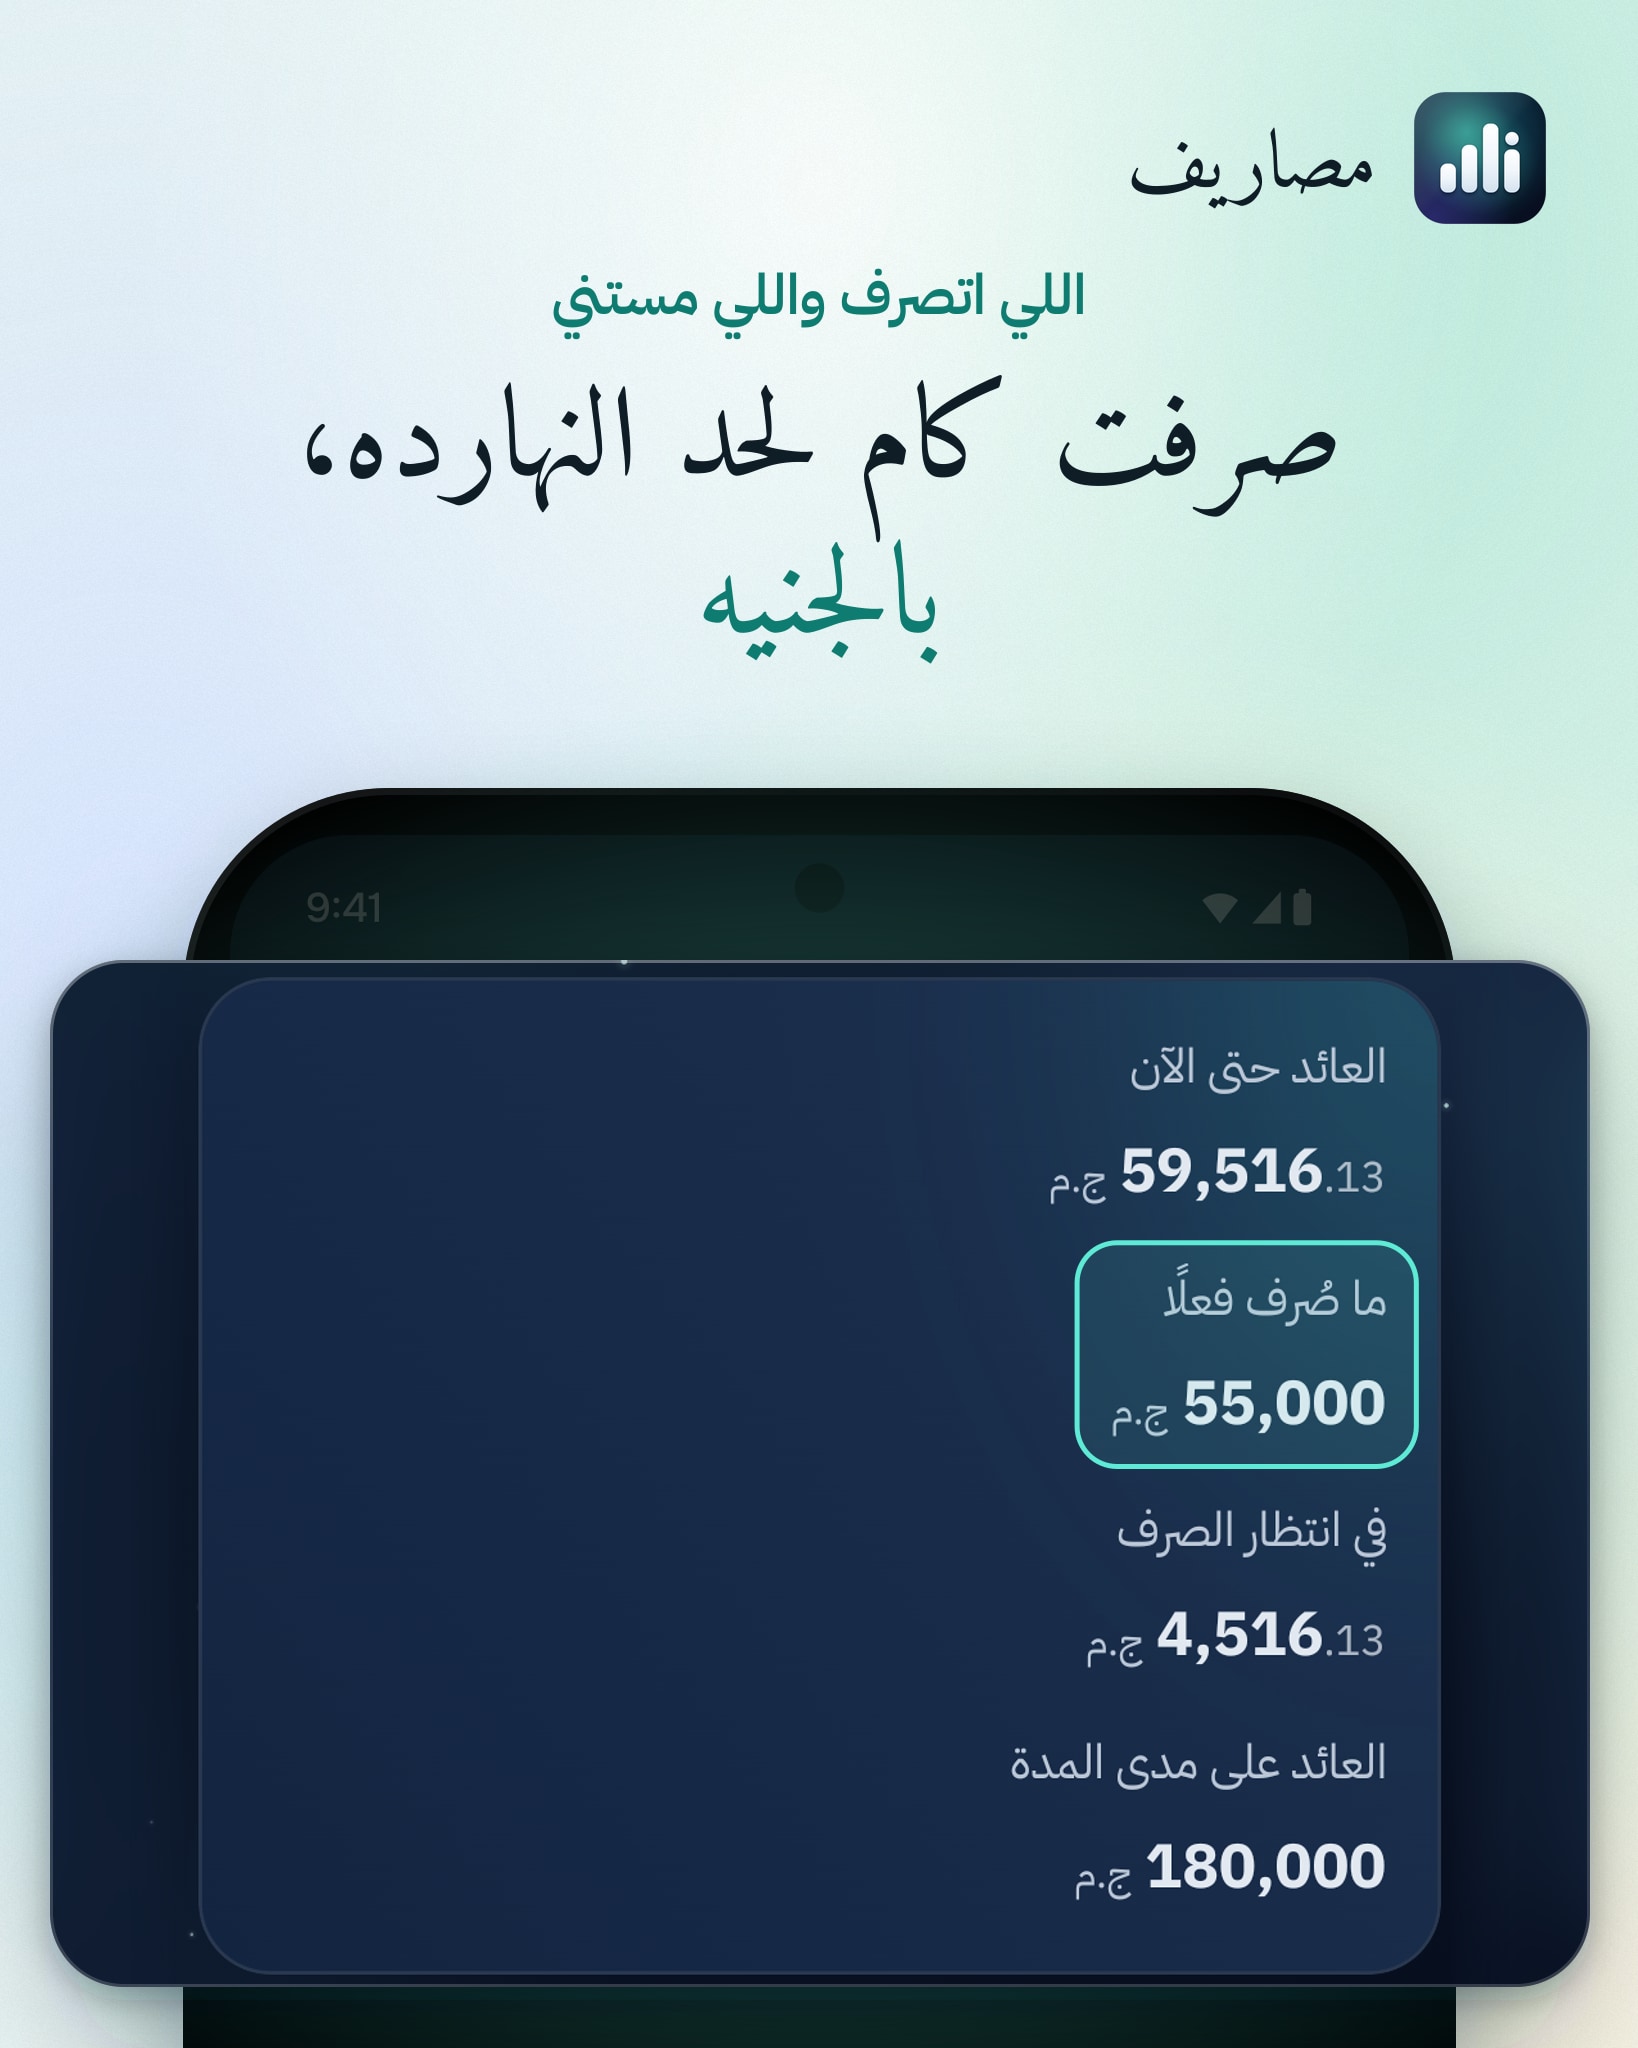 مصاريف
اللي اتصرف واللي مستني
صرفت كام لحد النهارده،
بالجنيه
9:41
العائد حتى الآن
59,516.13 ج.م
ما صُرف فعلًا
55,000 ج.م
في انتظار الصرف
4,516.13 ج.م
العائد على مدى المدة
180,000 ج.م